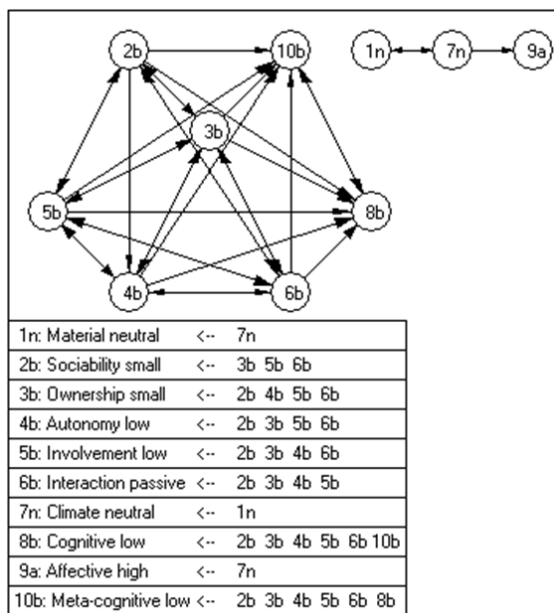 2b 10b 1n 7n 9a
3b
5b 8b
4b 6b
1n: Material neutral <-- 7n
2b: Sociability small <-- 3b 5b 6b
3b: Ownership small <-- 2b 4b 5b 6b
4b: Autonomy low <-- 2b 3b 5b 6b
5b: Involvement low <-- 2b 3b 4b 6b
6b: Interaction passive <-- 2b 3b 4b 5b
7n: Climate neutral <-- 1n
8b: Cognitive low <-- 2b 3b 4b 5b 6b 10b
9a: Affective high <-- 7n
10b: Meta-cognitive low <-- 2b 3b 4b 5b 6b 8b